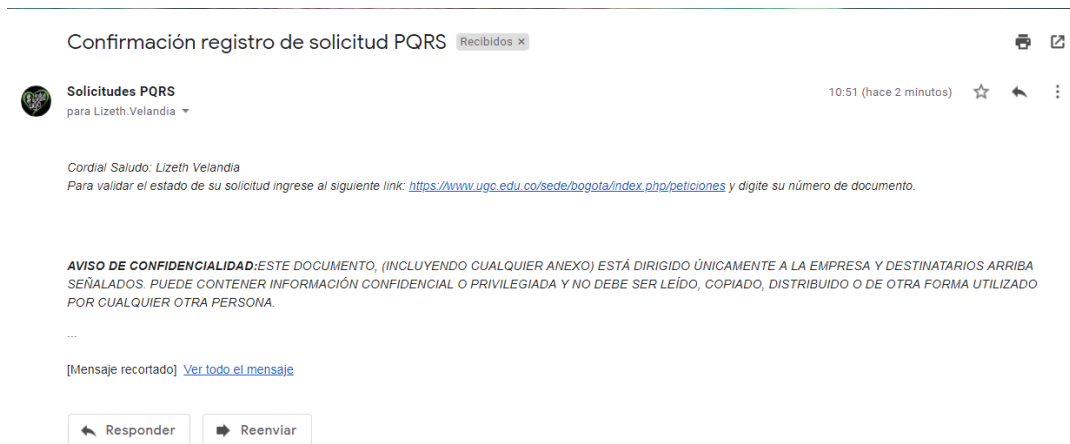 Confirmación registro de solicitud PQRS Recibidos ×
Solicitudes PQRS 10:51 (hace 2 minutos)
para Lizeth.Velandia
Cordial Saludo: Lizeth Velandia
Para validar el estado de su solicitud ingrese al siguiente link: https://www.ugc.edu.co/sede/bogota/index.php/peticiones y digite su número de documento.
AVISO DE CONFIDENCIALIDAD:ESTE DOCUMENTO, (INCLUYENDO CUALQUIER ANEXO) ESTÁ DIRIGIDO ÚNICAMENTE A LA EMPRESA Y DESTINATARIOS ARRIBA
SEÑALADOS. PUEDE CONTENER INFORMACIÓN CONFIDENCIAL O PRIVILEGIADA Y NO DEBE SER LEÍDO, COPIADO, DISTRIBUIDO O DE OTRA FORMA UTILIZADO
POR CUALQUIER OTRA PERSONA.
...
[Mensaje recortado] Ver todo el mensaje
Responder Reenviar